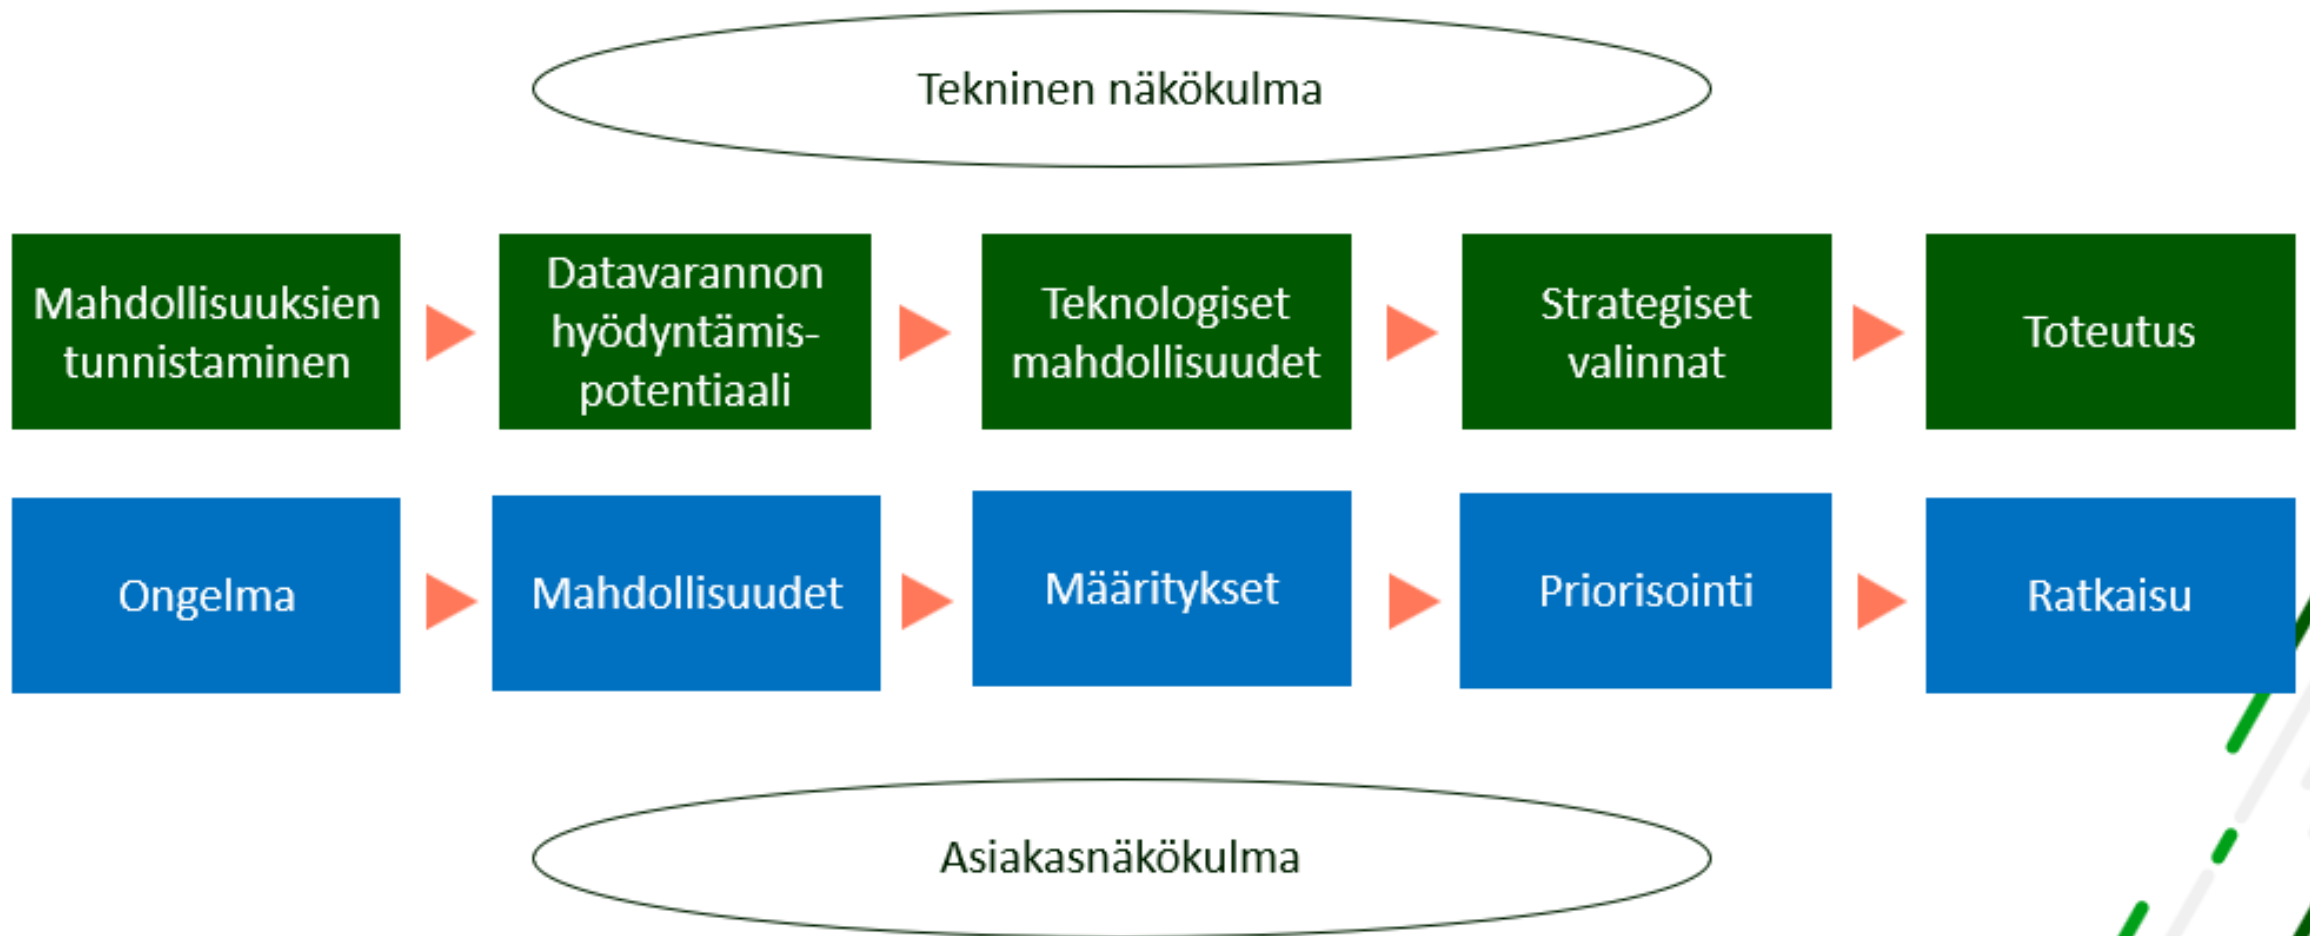 Tekninen näkökulma
Mahdollisuuksien
tunnistaminen
Datavarannon
hyödyntämis-
potentiaali
Teknologiset
mahdollisuudet
Strategiset
valinnat
Toteutus
Ongelma
Mahdollisuudet
Määritykset
Priorisointi
Ratkaisu
Asiakasnäkökulma